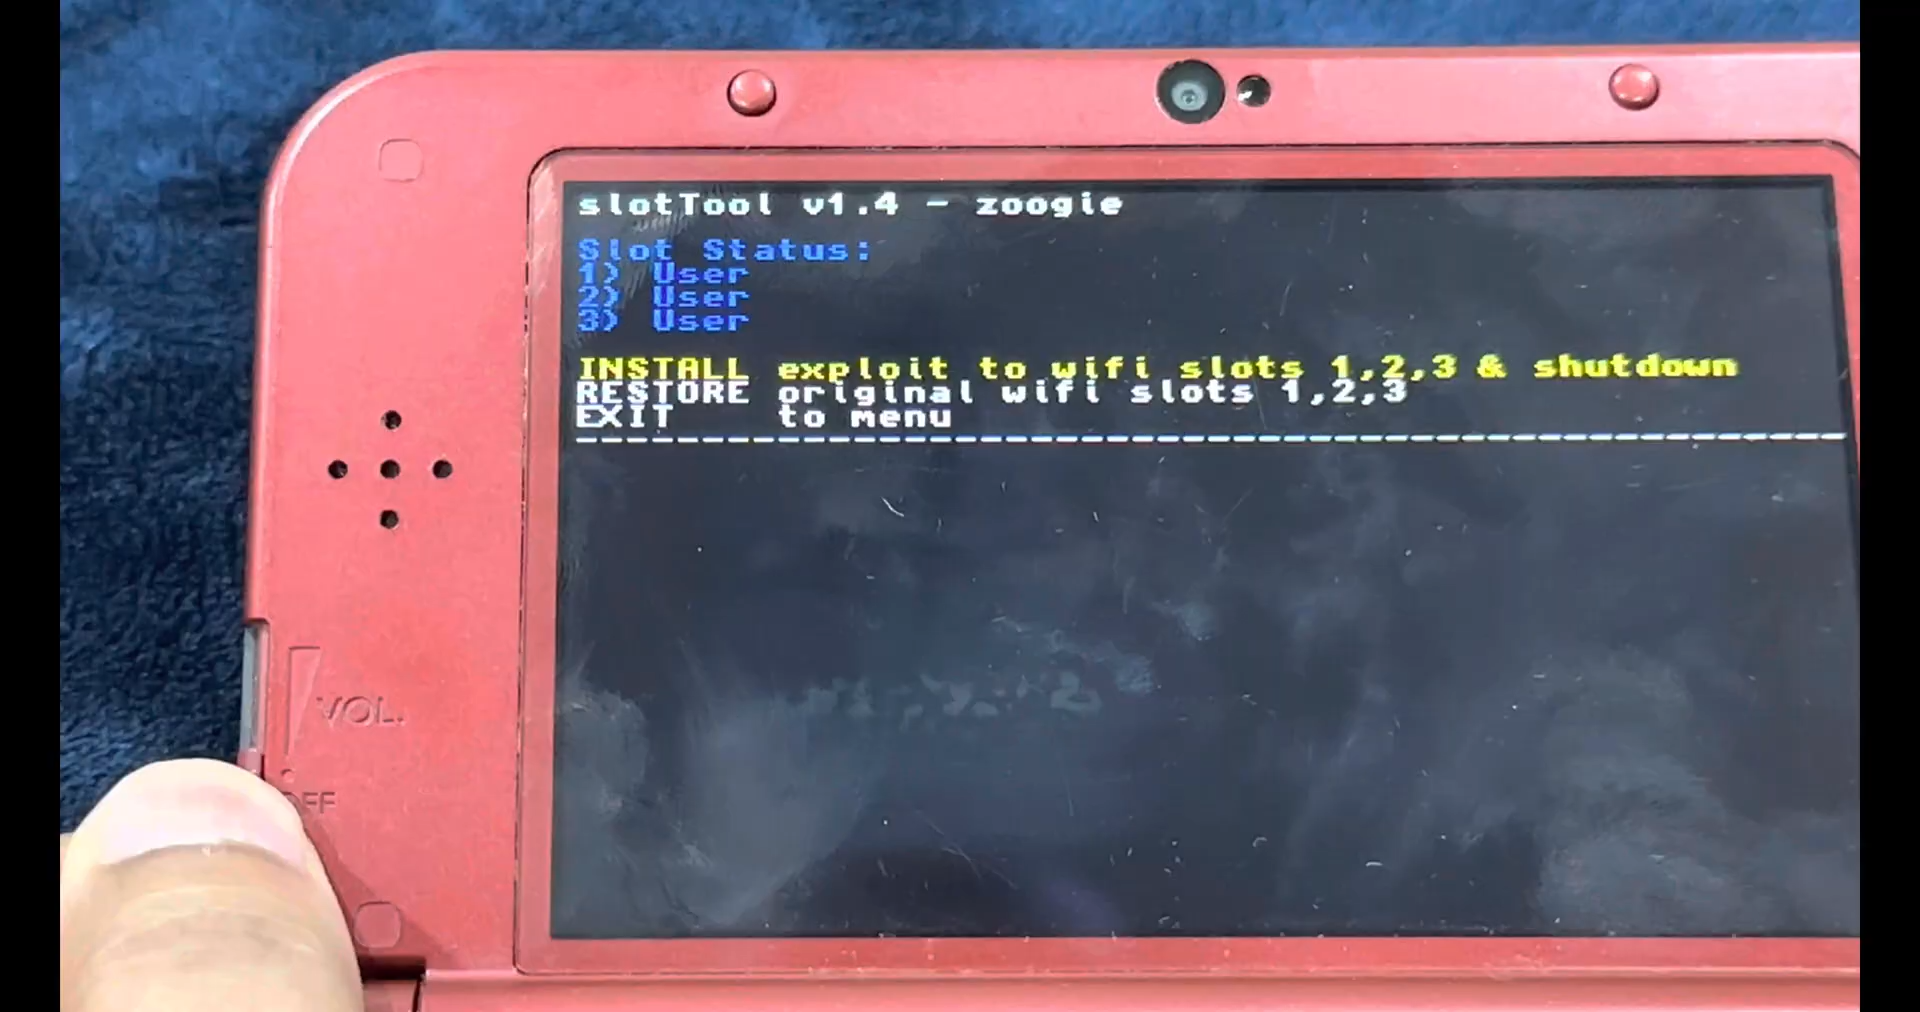 slotTool v1.4 - zoogie
Slot Status:
1) User
2) User
3) User
INSTALL exploit to wifi slots 1,2,3 & shutdown
RESTORE original wifi slots 1,2,3
EXIT to menu
VOL.
OFF